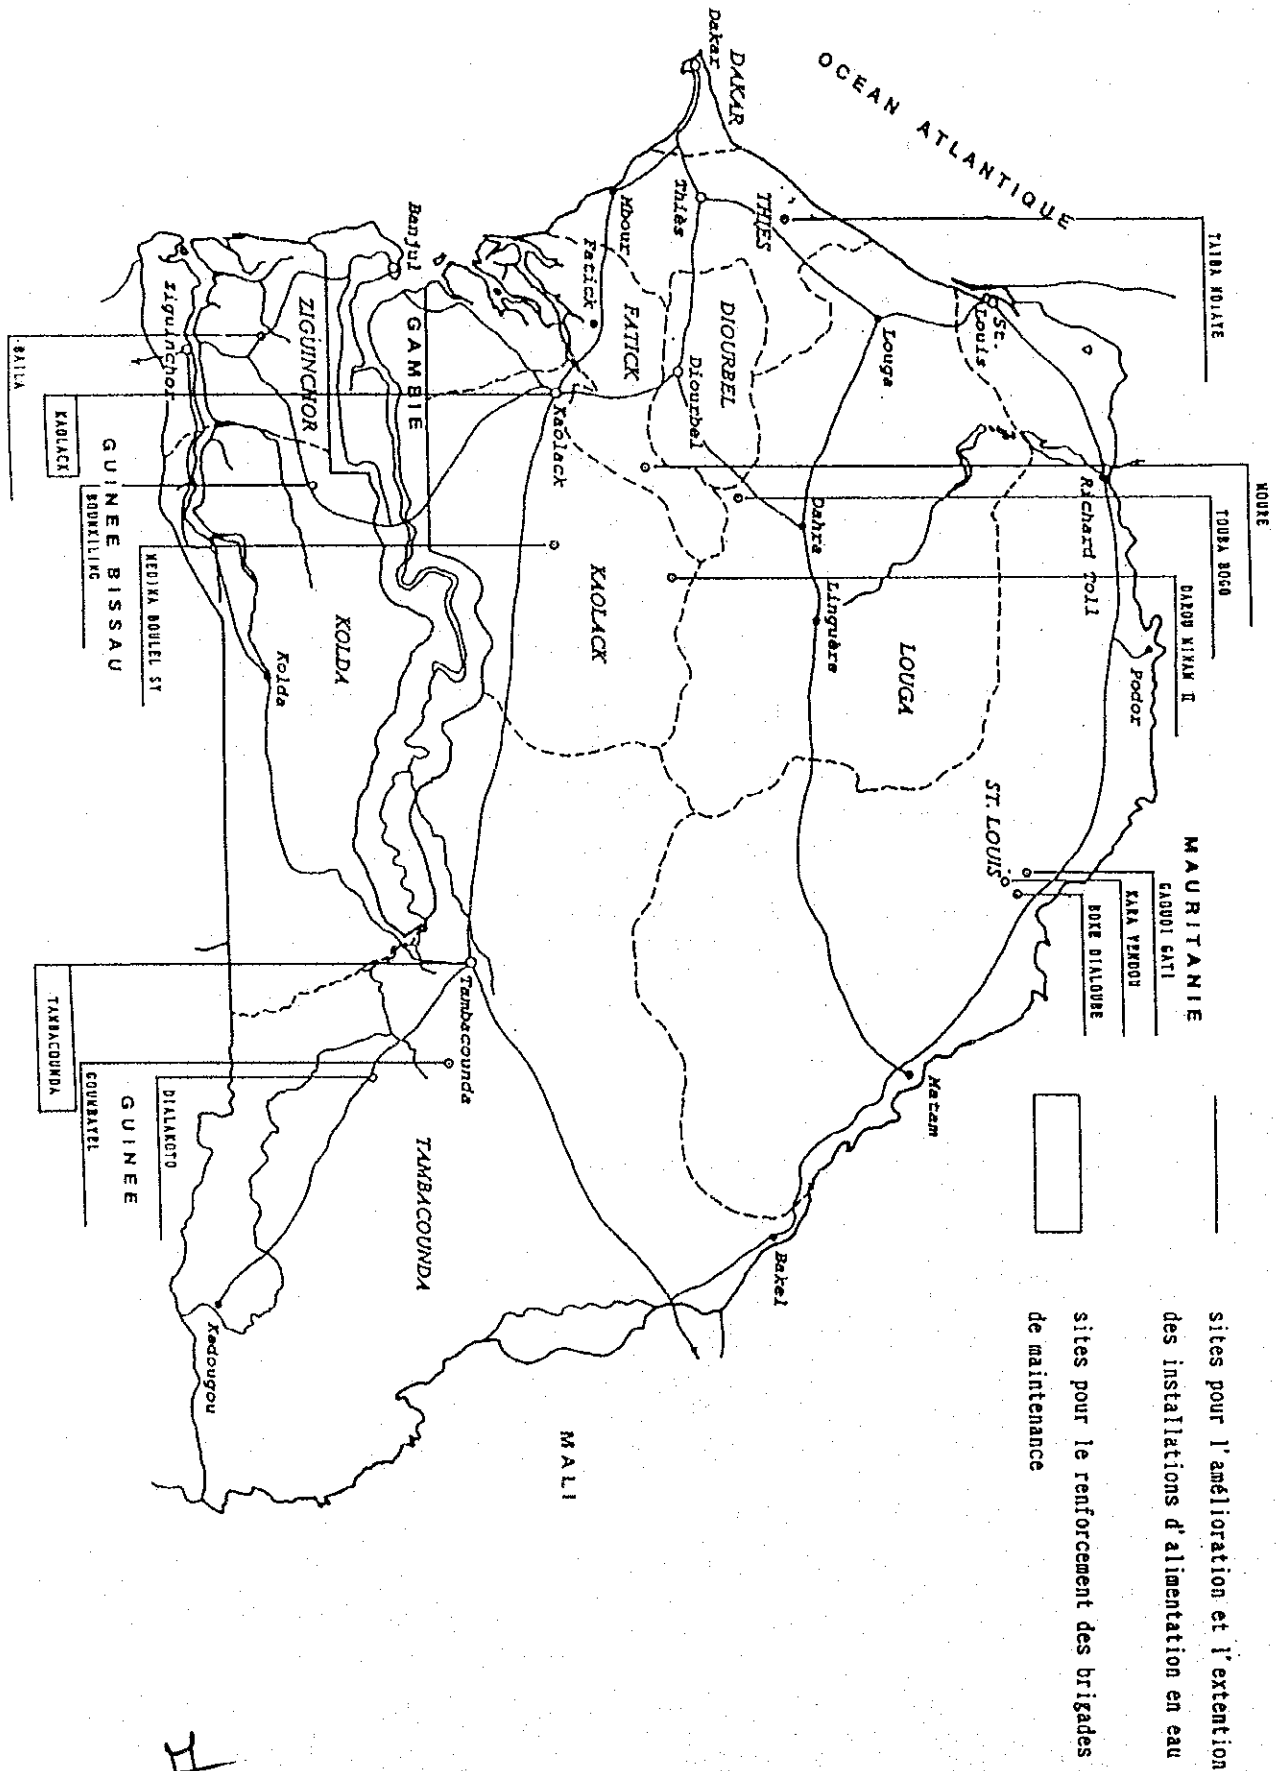 OCEAN ATLANTIQUE
MAURITANIE
MALI
GUINEE
GUINEE BISSAU
GAMBIE
TAIBA NDIAYE
MOURE
TOUBA BOGO
DAROU MINAM II
GAOUDI GATI
KARA YENDOU
BOKE DIALOUBE
St.
Louis
Richard Toll
Podor
ST. LOUIS
Matam
Bakel
Louga
LOUGA
Dahra
Linguère
DAKAR
Dakar
THIES
Thiès
DIOURBEL
Diourbel
Mbour
FATICK
Fatick
Kaolack
KAOLACK
Banjul
ZIGUINCHOR
Ziguinchor
KOLDA
Kolda
Tambacounda
TAMBACOUNDA
Kedougou
BAILA
KAOLACK
BOUNKILING
MEDINA BOULEL ST
TAMBACOUNDA
DIALAKOTO
sites pour l'amélioration et l'extention
des installations d'alimentation en eau
sites pour le renforcement des brigades
de maintenance